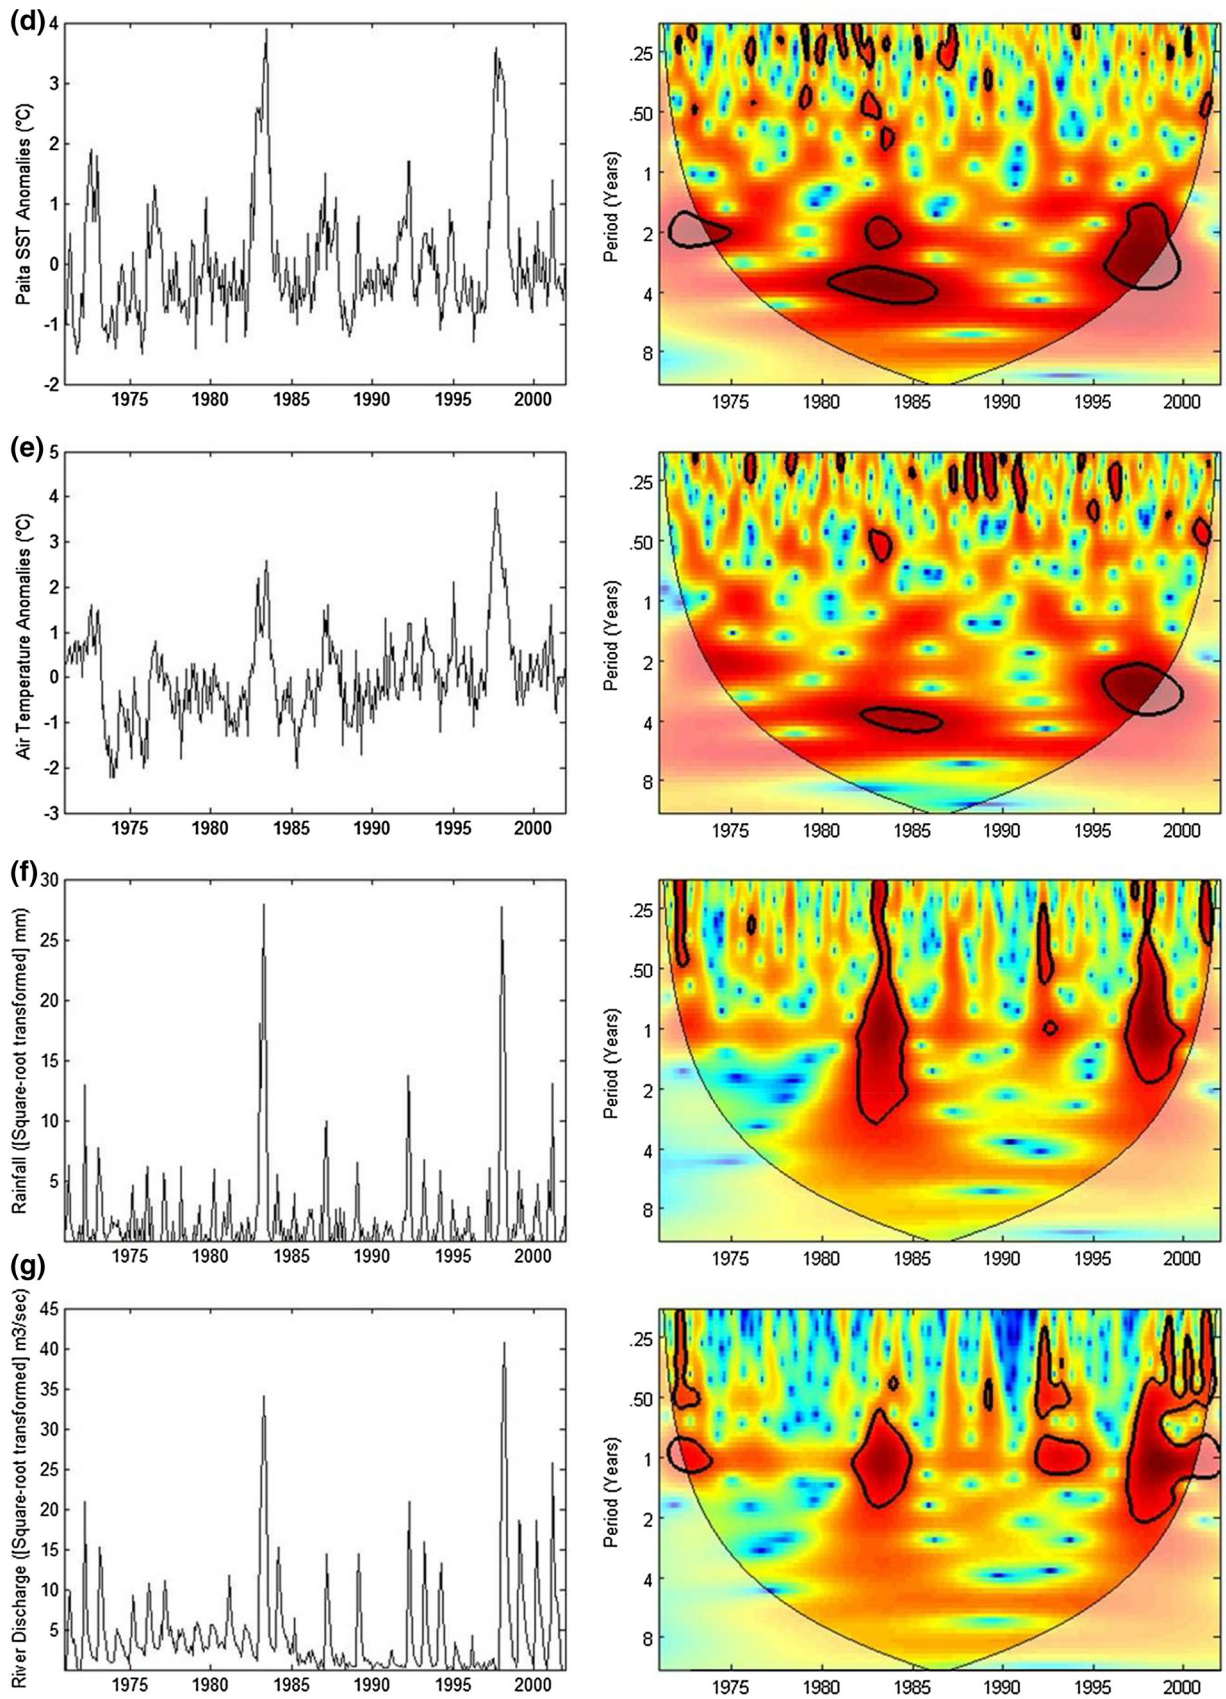 (d)
Paita SST Anomalies (°C)
4
3
2
1
0
-1
-2
1975 1980 1985 1990 1995 2000
Period (Years)
.25
.50
1
2
4
8
1975 1980 1985 1990 1995 2000
(e)
Air Temperature Anomalies (°C)
5
4
3
2
1
0
-1
-2
-3
1975 1980 1985 1990 1995 2000
Period (Years)
.25
.50
1
2
4
8
1975 1980 1985 1990 1995 2000
(f)
Rainfall ([Square-root transformed] mm)
30
25
20
15
10
5
1975 1980 1985 1990 1995 2000
Period (Years)
.25
.50
1
2
4
8
1975 1980 1985 1990 1995 2000
(g)
River Discharge ([Square-root transformed] m3/sec)
45
40
35
30
25
20
15
10
5
1975 1980 1985 1990 1995 2000
Period (Years)
.25
.50
1
2
4
8
1975 1980 1985 1990 1995 2000